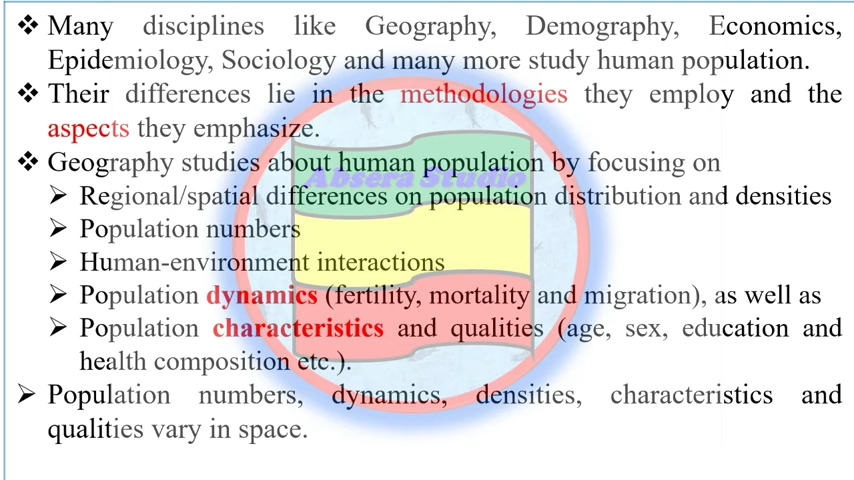 ❖ Many disciplines like Geography, Demography, Economics,
Epidemiology, Sociology and many more study human population.
❖ Their differences lie in the methodologies they employ and the
aspects they emphasize.
❖ Geography studies about human population by focusing on
Absera Studio
➢ Regional/spatial differences on population distribution and densities
➢ Population numbers
➢ Human-environment interactions
➢ Population dynamics (fertility, mortality and migration), as well as
➢ Population characteristics and qualities (age, sex, education and
health composition etc.).
➢ Population numbers, dynamics, densities, characteristics and
qualities vary in space.